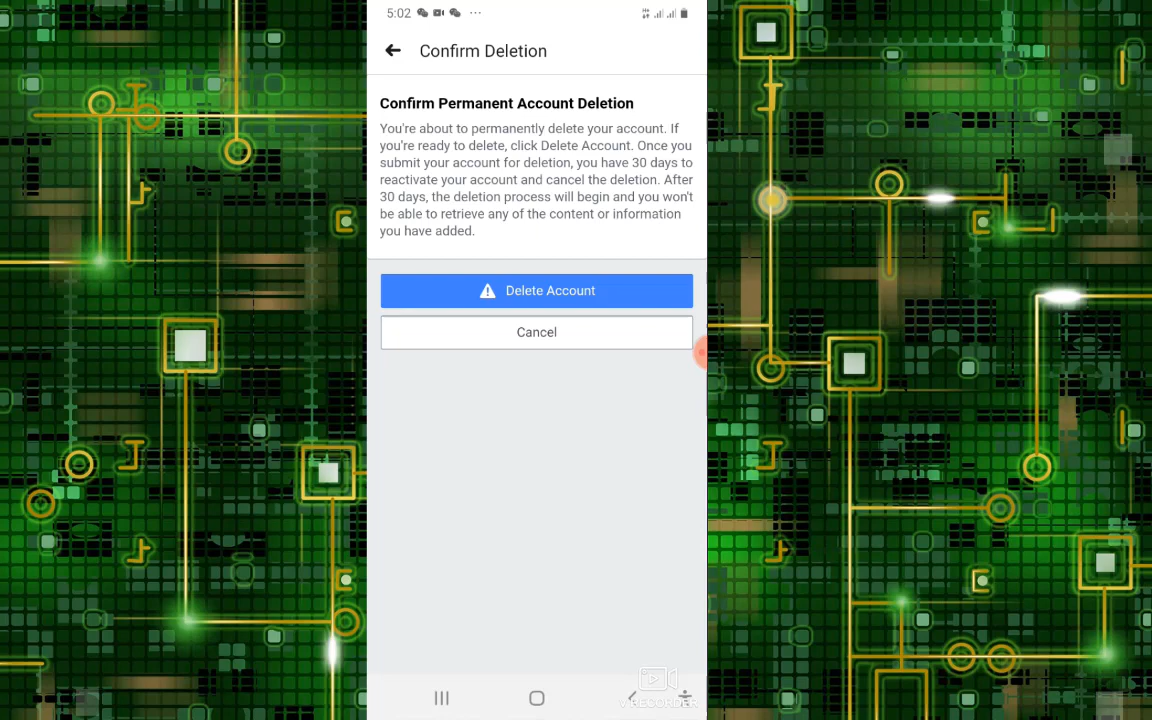 5:02
Confirm Deletion
Confirm Permanent Account Deletion
You're about to permanently delete your account. If
you're ready to delete, click Delete Account. Once you
submit your account for deletion, you have 30 days to
reactivate your account and cancel the deletion. After
30 days, the deletion process will begin and you won't
be able to retrieve any of the content or information
you have added.
Delete Account
Cancel
V RECORDER